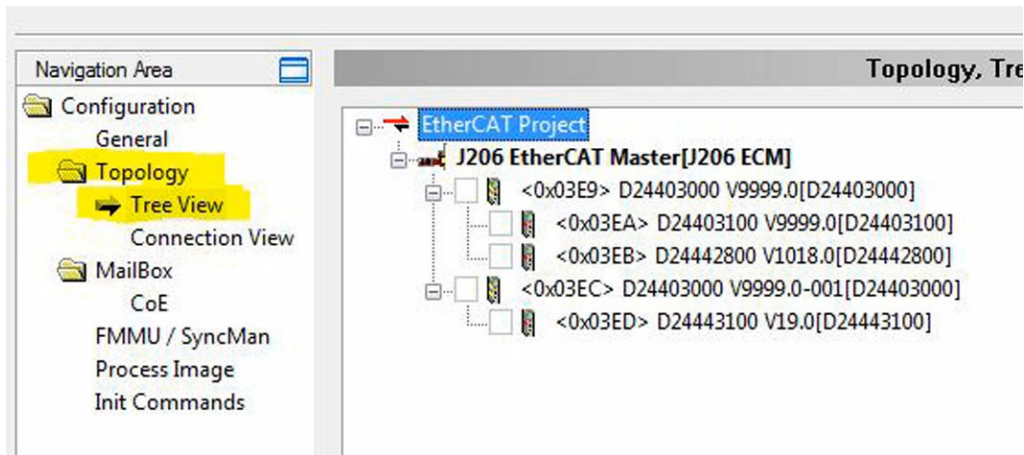 Navigation Area
Configuration
General
Topology
Tree View
Connection View
MailBox
CoE
FMMU / SyncMan
Process Image
Init Commands
Topology, Tre
EtherCAT Project
J206 EtherCAT Master[J206 ECM]
<0x03E9> D24403000 V9999.0[D24403000]
<0x03EA> D24403100 V9999.0[D24403100]
<0x03EB> D24442800 V1018.0[D24442800]
<0x03EC> D24403000 V9999.0-001[D24403000]
<0x03ED> D24443100 V19.0[D24443100]